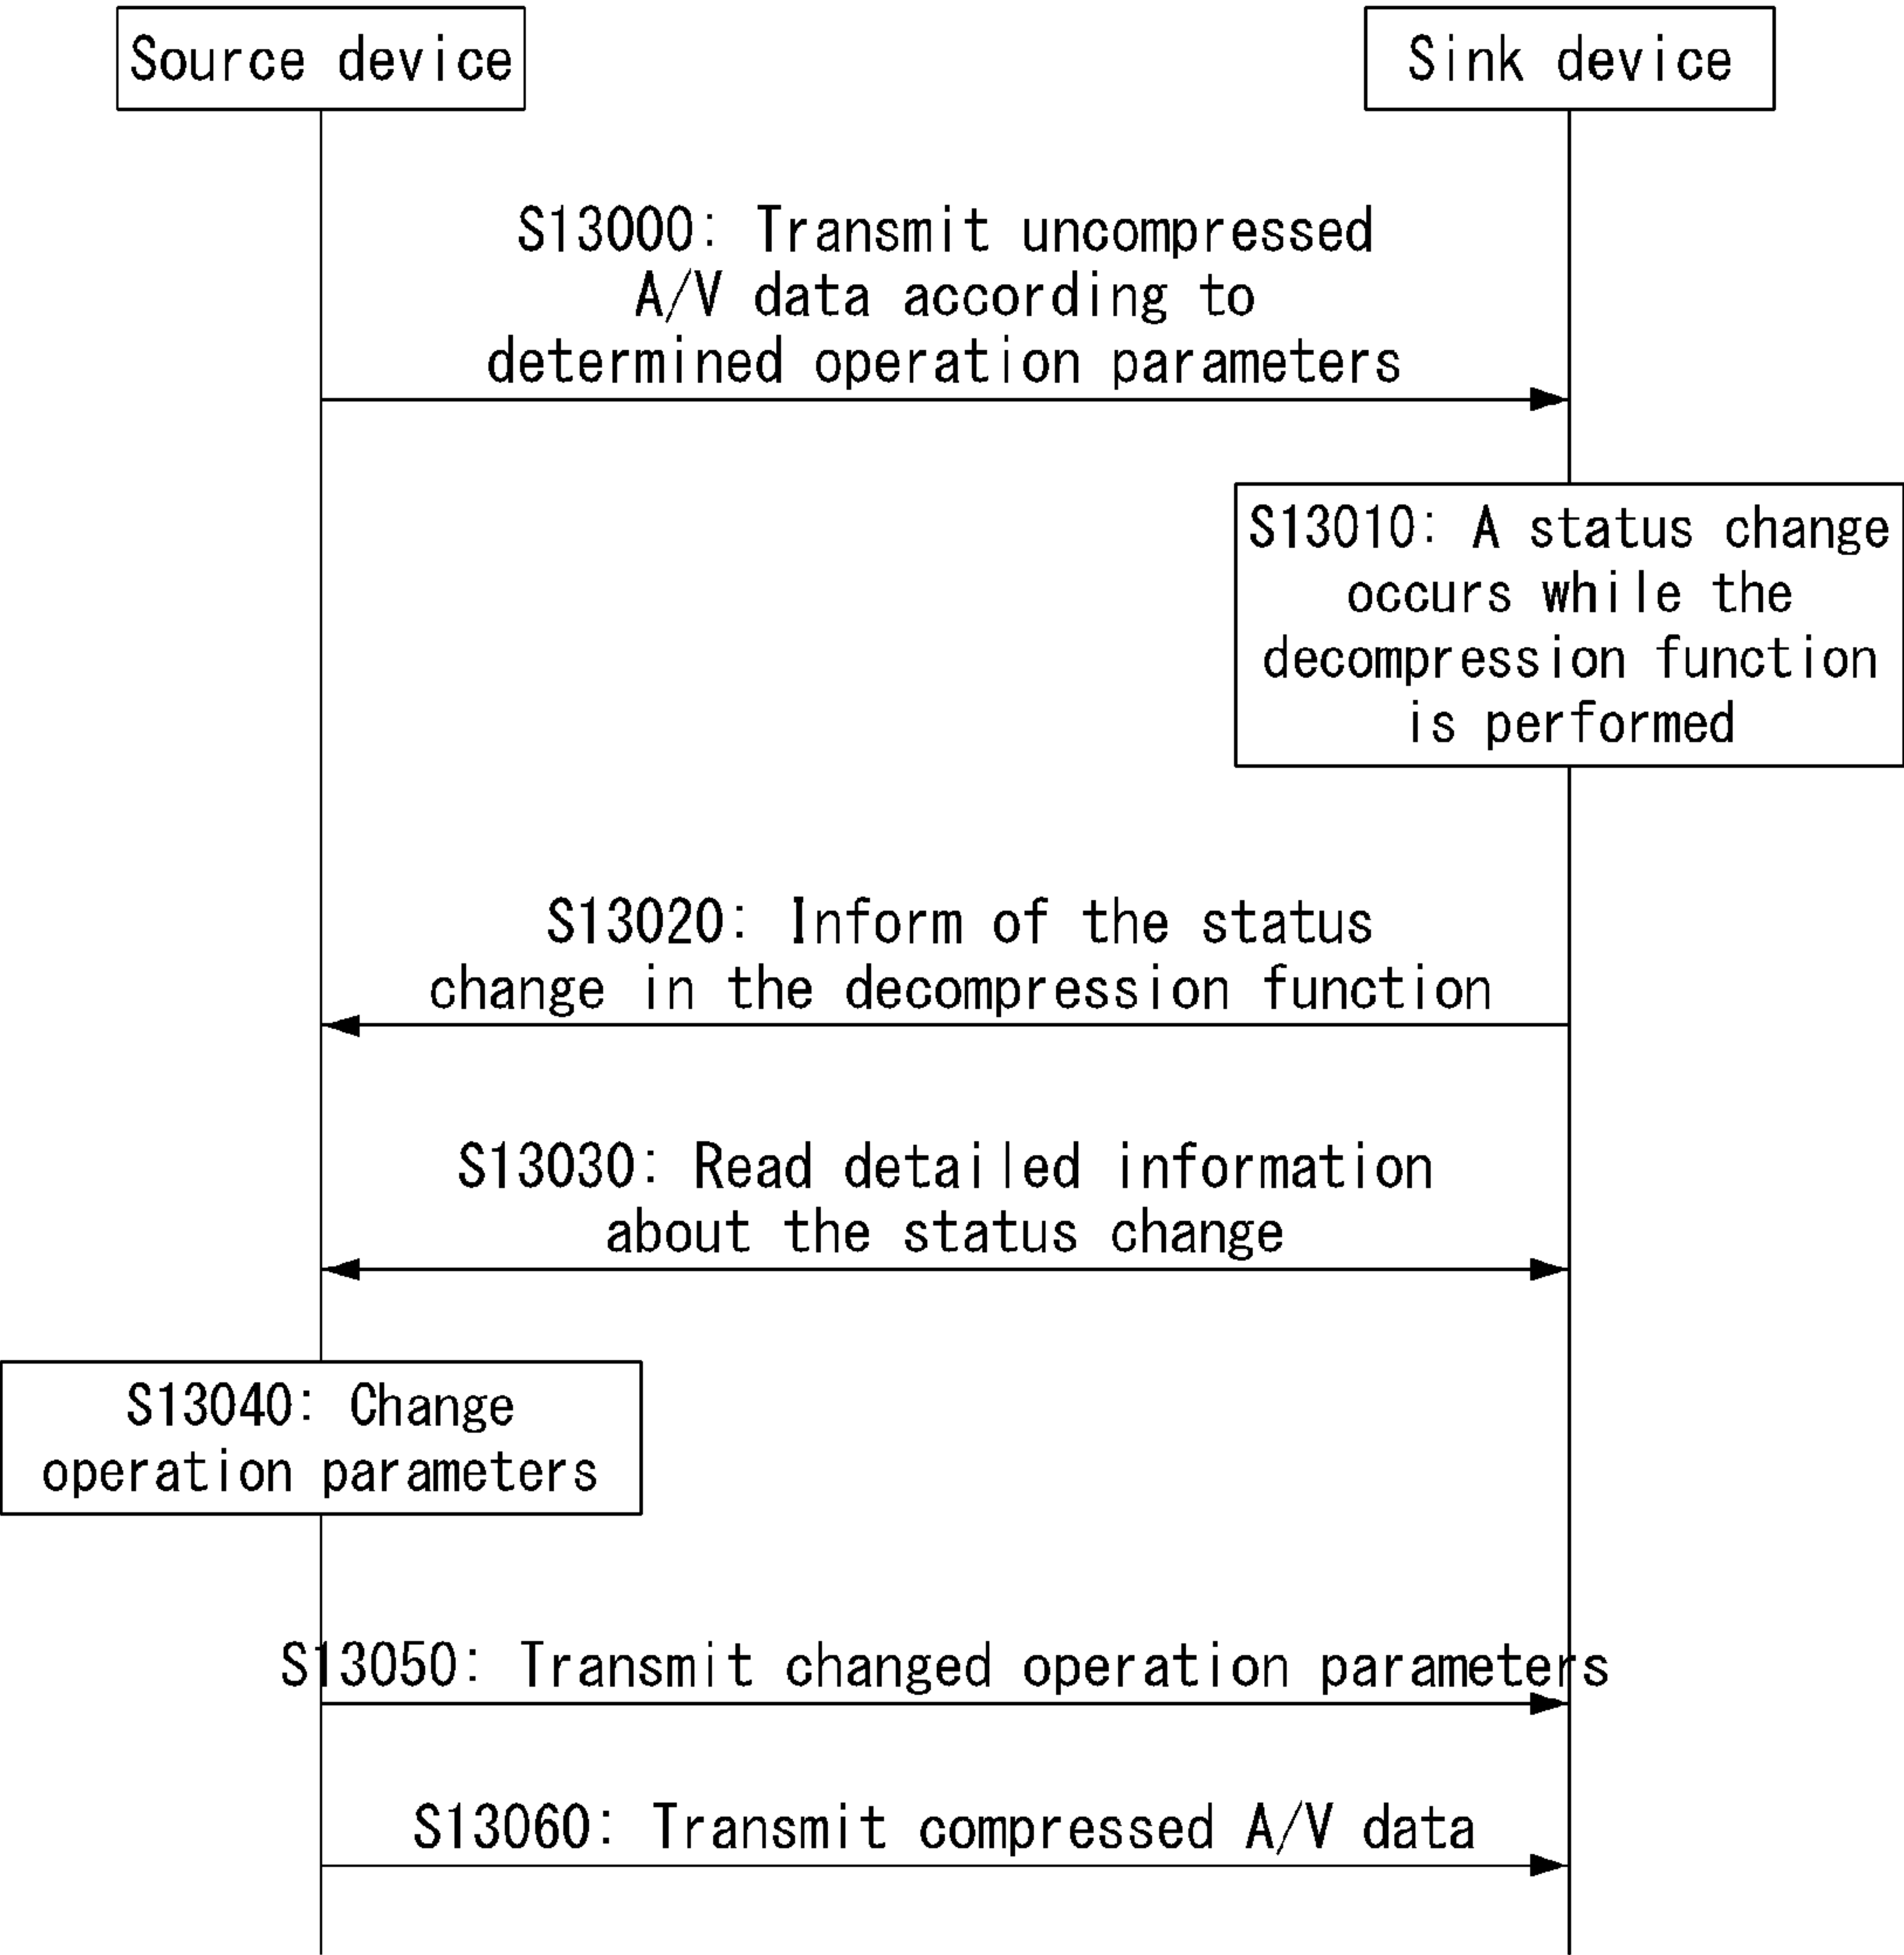 Source device
Sink device
S13000: Transmit uncompressed
A/V data according to
determined operation parameters
S13010: A status change
occurs while the
decompression function
is performed
S13020: Inform of the status
change in the decompression function
S13030: Read detailed information
about the status change
S13040: Change
operation parameters
S13050: Transmit changed operation parameters
S13060: Transmit compressed A/V data